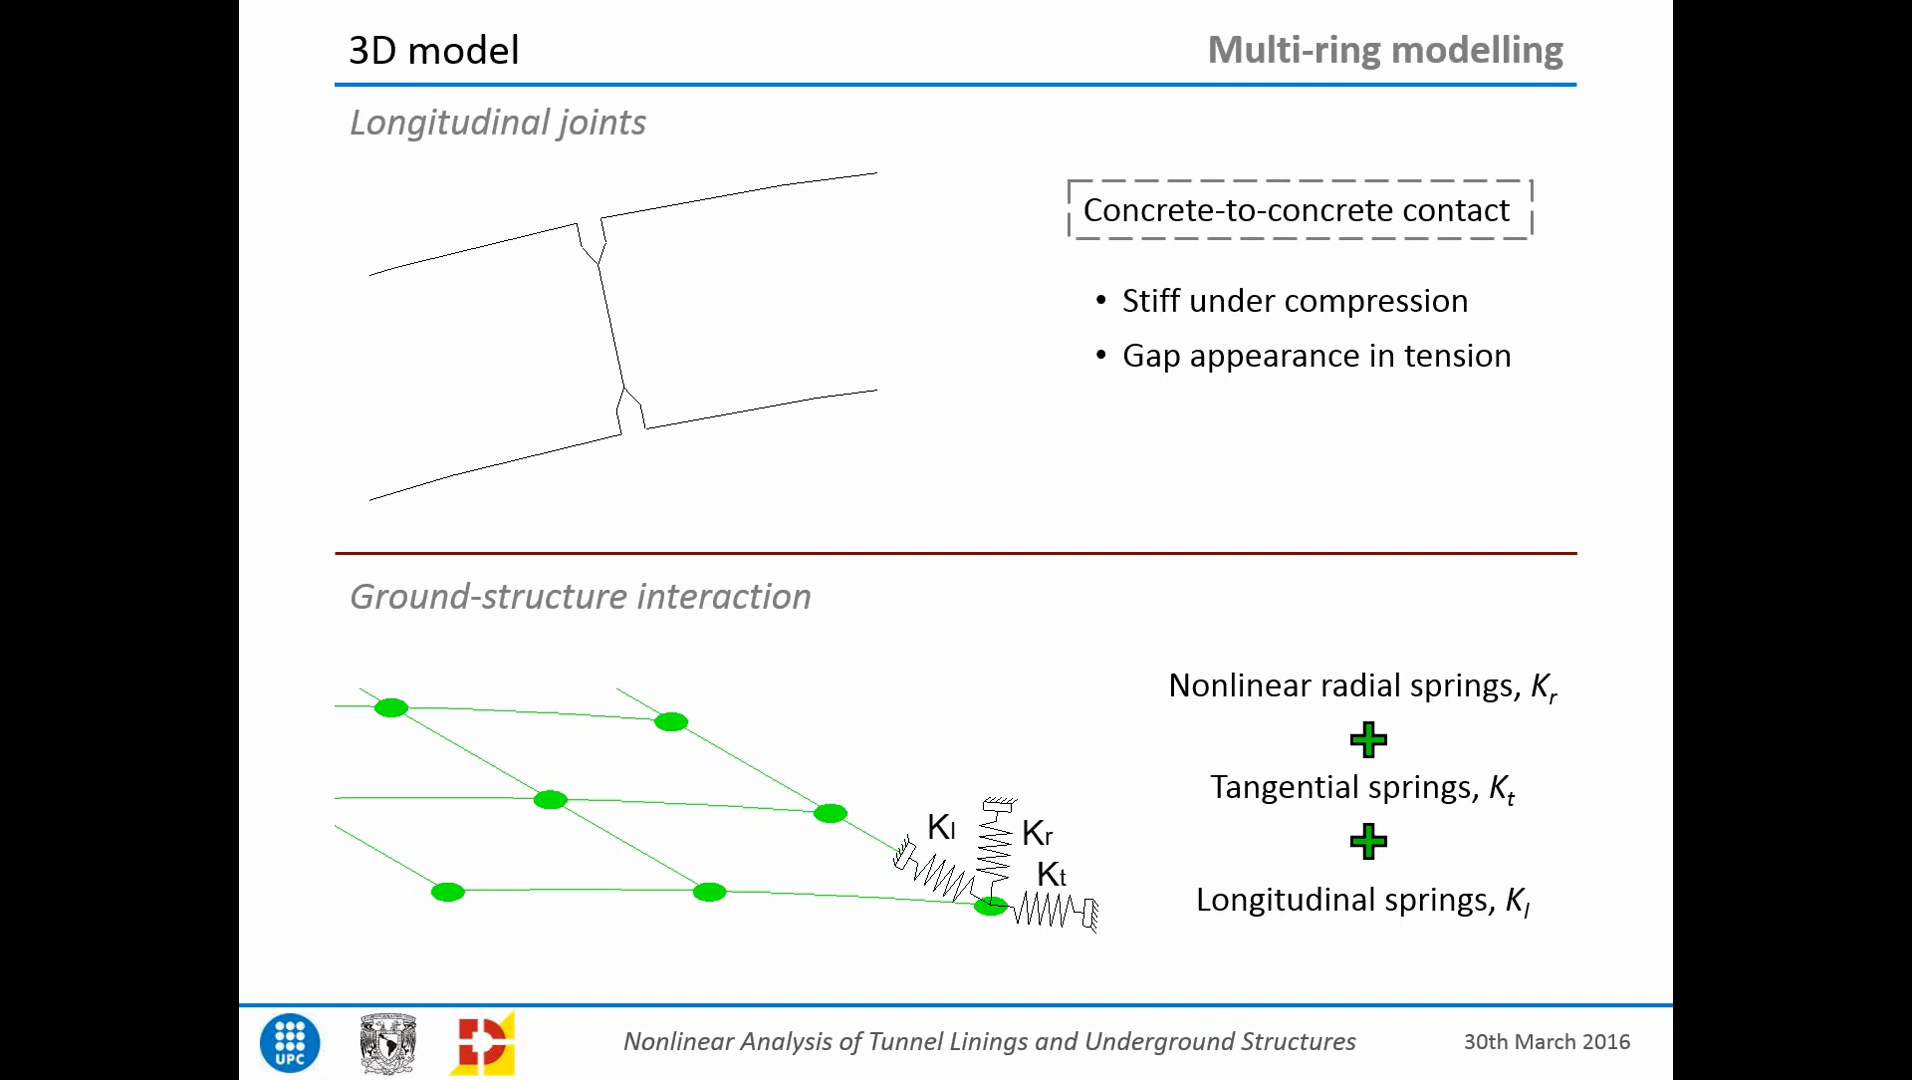 3D model
Multi-ring modelling
Longitudinal joints
Concrete-to-concrete contact
• Stiff under compression
• Gap appearance in tension
Ground-structure interaction
Nonlinear radial springs, Kr
Tangential springs, Kt
Longitudinal springs, Kl
Kl
Kr
Kt
UPC
Nonlinear Analysis of Tunnel Linings and Underground Structures
30th March 2016